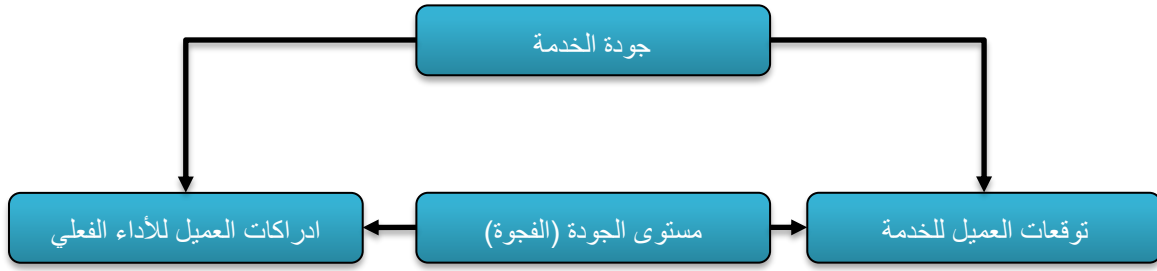 جودة الخدمة
توقعات العميل للخدمة
مستوى الجودة (الفجوة)
ادراكات العميل للأداء الفعلي